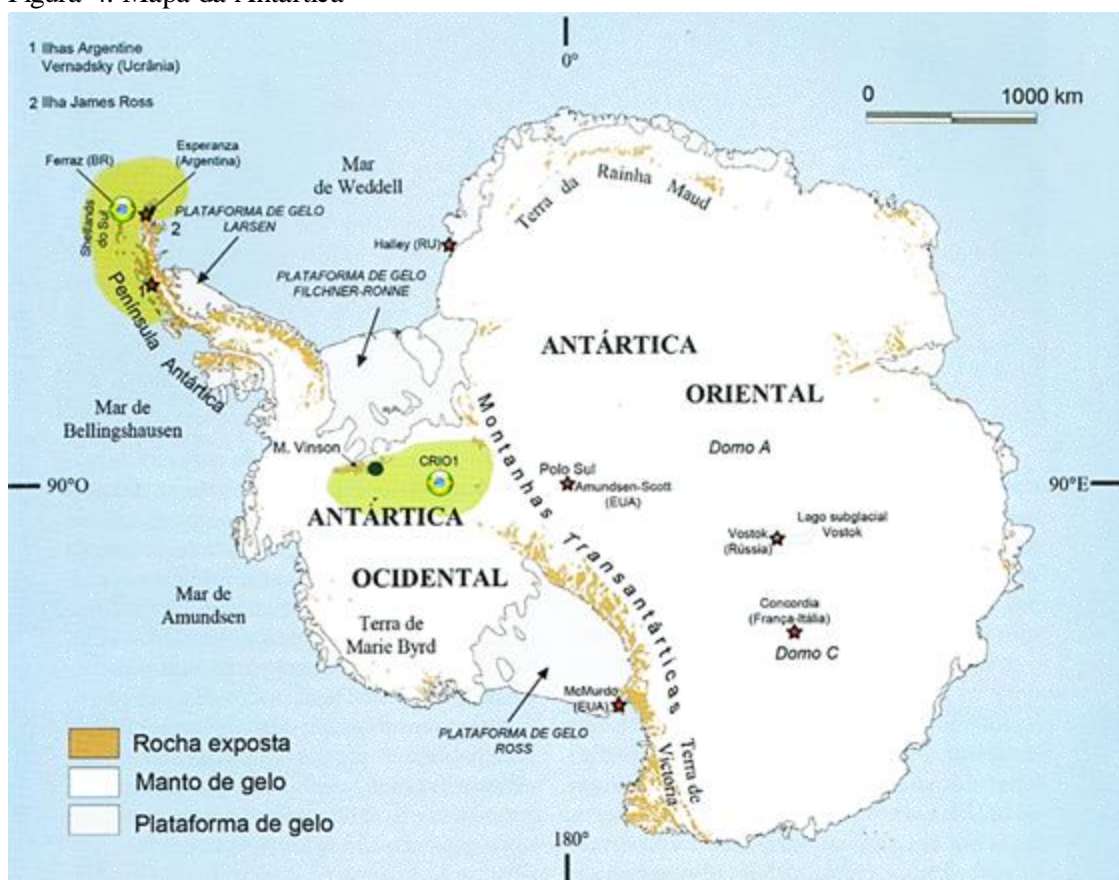 Figura 4: Mapa da Antártica
0°
0 1000 km
1 Ilhas Argentine
Vernadsky (Ucrânia)
2 Ilha James Ross
Ferraz (BR)
Esperanza
(Argentina)
Mar
de Weddell
Shetlands
do Sul
2
PLATAFORMA DE GELO
LARSEN
1
Península Antártica
Halley (RU)
Terra da Rainha Maud
PLATAFORMA DE GELO
FILCHNER-RONNE
ANTÁRTICA
ORIENTAL
Mar de
Bellingshausen
Domo A
M. Vinson
CRIO1
Montanhas Transantárticas
Polo Sul
Amundsen-Scott
(EUA)
90°O
90°E
ANTÁRTICA
OCIDENTAL
Vostok
(Rússia)
Lago subglacial
Vostok
Mar de
Amundsen
Terra de
Marie Byrd
Concordia
(França-Itália)
Domo C
McMurdo
(EUA)
PLATAFORMA DE GELO
ROSS
Terra de
Victoria
Rocha exposta
Manto de gelo
Plataforma de gelo
180°